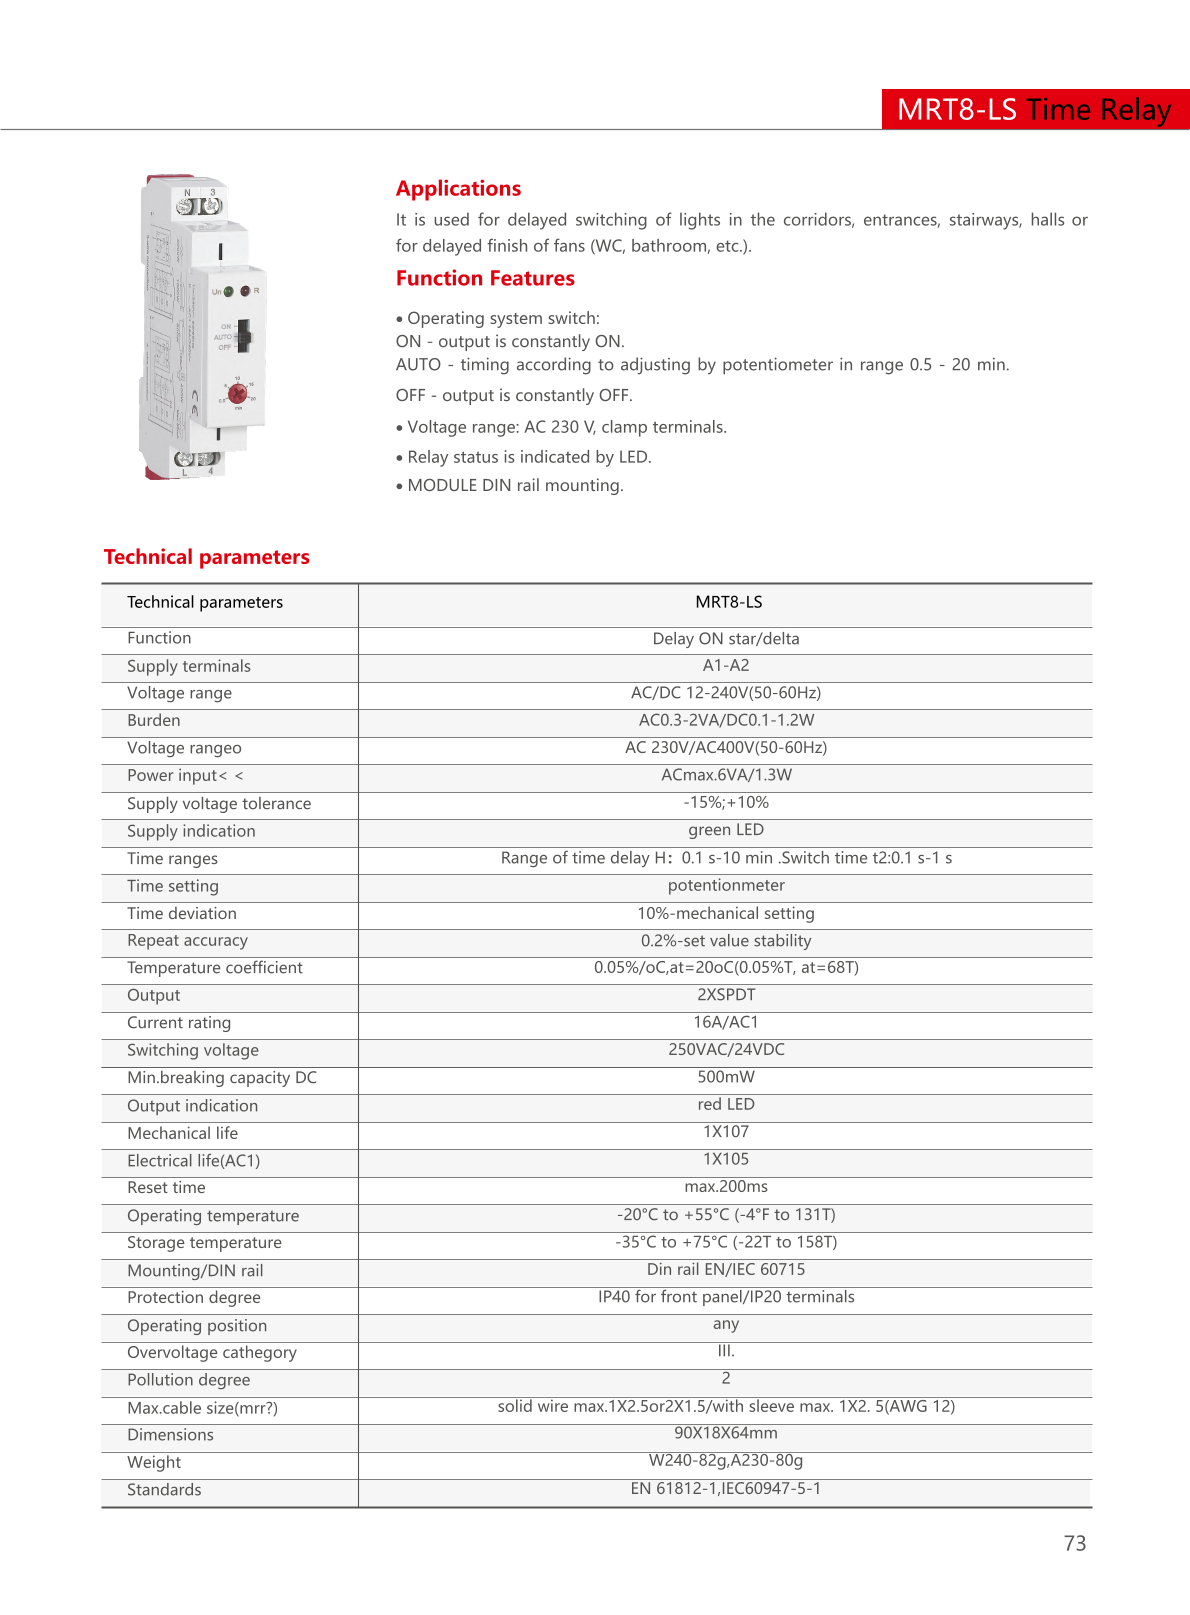 MRT8-LS Time Relay
N 3
Un R
ON
AUTO
OFF
10
5 15
0.5 20
min
L 4
Applications
It is used for delayed switching of lights in the corridors, entrances, stairways, halls or
for delayed finish of fans (WC, bathroom, etc.).
Function Features
• Operating system switch:
ON - output is constantly ON.
AUTO - timing according to adjusting by potentiometer in range 0.5 - 20 min.
OFF - output is constantly OFF.
• Voltage range: AC 230 V, clamp terminals.
• Relay status is indicated by LED.
• MODULE DIN rail mounting.
Technical parameters
Technical parameters MRT8-LS
Function Delay ON star/delta
Supply terminals A1-A2
Voltage range AC/DC 12-240V(50-60Hz)
Burden AC0.3-2VA/DC0.1-1.2W
Voltage rangeo AC 230V/AC400V(50-60Hz)
Power input< < ACmax.6VA/1.3W
Supply voltage tolerance -15%;+10%
Supply indication green LED
Time ranges Range of time delay H：0.1 s-10 min .Switch time t2:0.1 s-1 s
Time setting potentionmeter
Time deviation 10%-mechanical setting
Repeat accuracy 0.2%-set value stability
Temperature coefficient 0.05%/oC,at=20oC(0.05%T, at=68T)
Output 2XSPDT
Current rating 16A/AC1
Switching voltage 250VAC/24VDC
Min.breaking capacity DC 500mW
Output indication red LED
Mechanical life 1X107
Electrical life(AC1) 1X105
Reset time max.200ms
Operating temperature -20°C to +55°C (-4°F to 131T)
Storage temperature -35°C to +75°C (-22T to 158T)
Mounting/DIN rail Din rail EN/IEC 60715
Protection degree IP40 for front panel/IP20 terminals
Operating position any
Overvoltage cathegory III.
Pollution degree 2
Max.cable size(mrr?) solid wire max.1X2.5or2X1.5/with sleeve max. 1X2. 5(AWG 12)
Dimensions 90X18X64mm
Weight W240-82g,A230-80g
Standards EN 61812-1,IEC60947-5-1
73